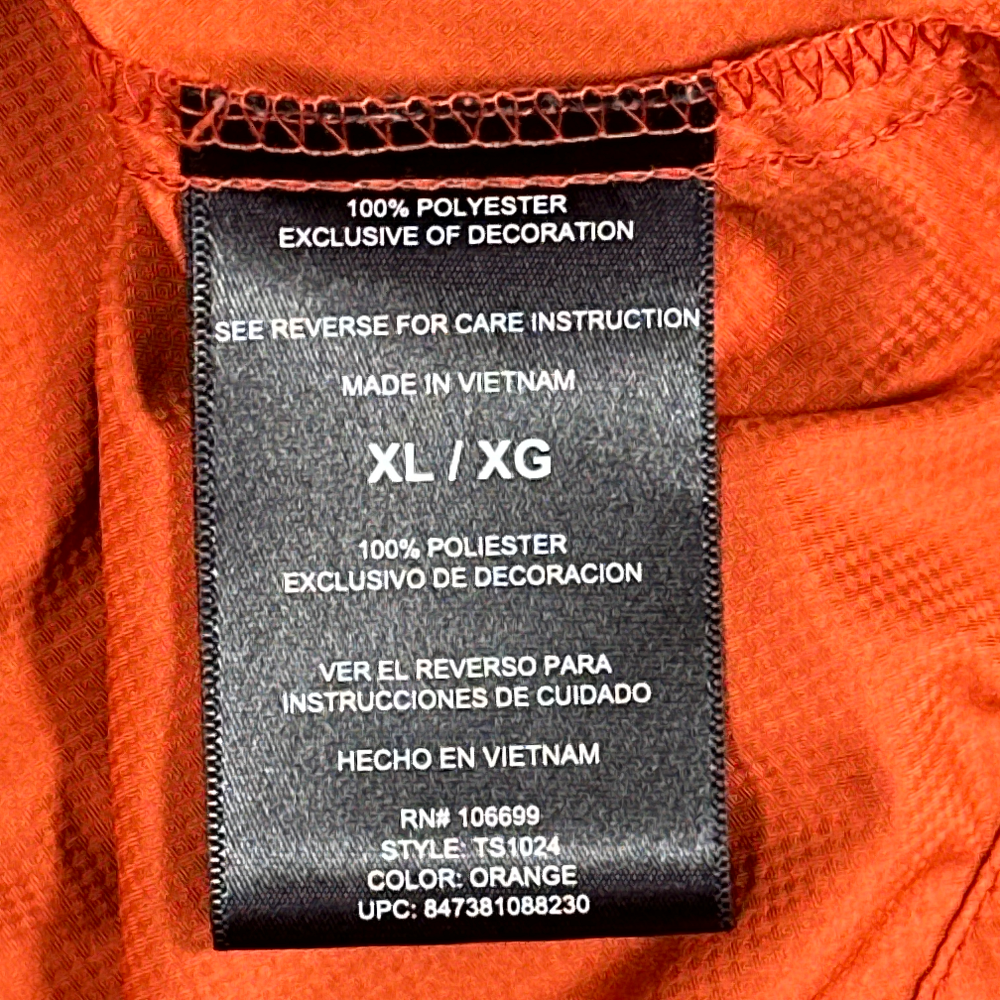 100% POLYESTER
EXCLUSIVE OF DECORATION
SEE REVERSE FOR CARE INSTRUCTION
MADE IN VIETNAM
XL / XG
100% POLIESTER
EXCLUSIVO DE DECORACION
VER EL REVERSO PARA
INSTRUCCIONES DE CUIDADO
HECHO EN VIETNAM
RN# 106699
STYLE: TS1024
COLOR: ORANGE
UPC: 847381088230